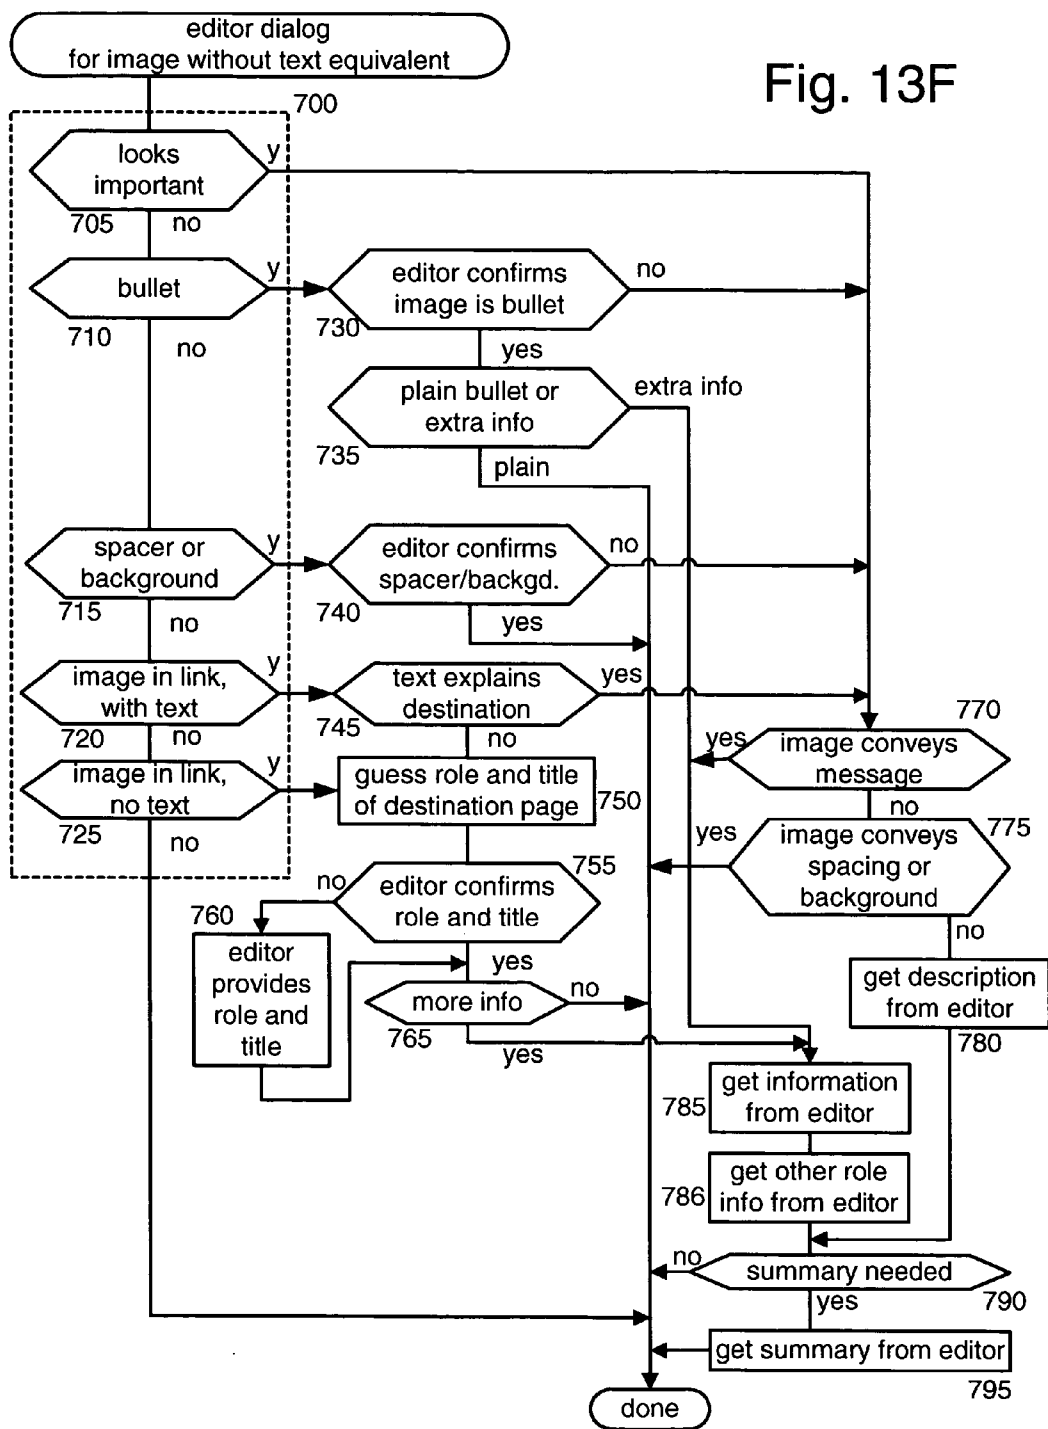 editor dialog
for image without text equivalent
Fig. 13F
700
looks
important
y
705
no
bullet
y
710
no
editor confirms
image is bullet
no
730
yes
plain bullet or
extra info
extra info
735
plain
spacer or
background
y
715
no
editor confirms
spacer/backgd.
no
740
yes
image in link,
with text
y
720
no
text explains
destination
yes
745
no
image in link,
no text
y
725
no
guess role and title
of destination page
750
770
yes
image conveys
message
no
775
yes
image conveys
spacing or
background
no
755
no
editor confirms
role and title
yes
760
editor
provides
role and
title
more info
no
765
yes
get description
from editor
780
785
get information
from editor
786
get other role
info from editor
no
summary needed
790
yes
get summary from editor
795
done